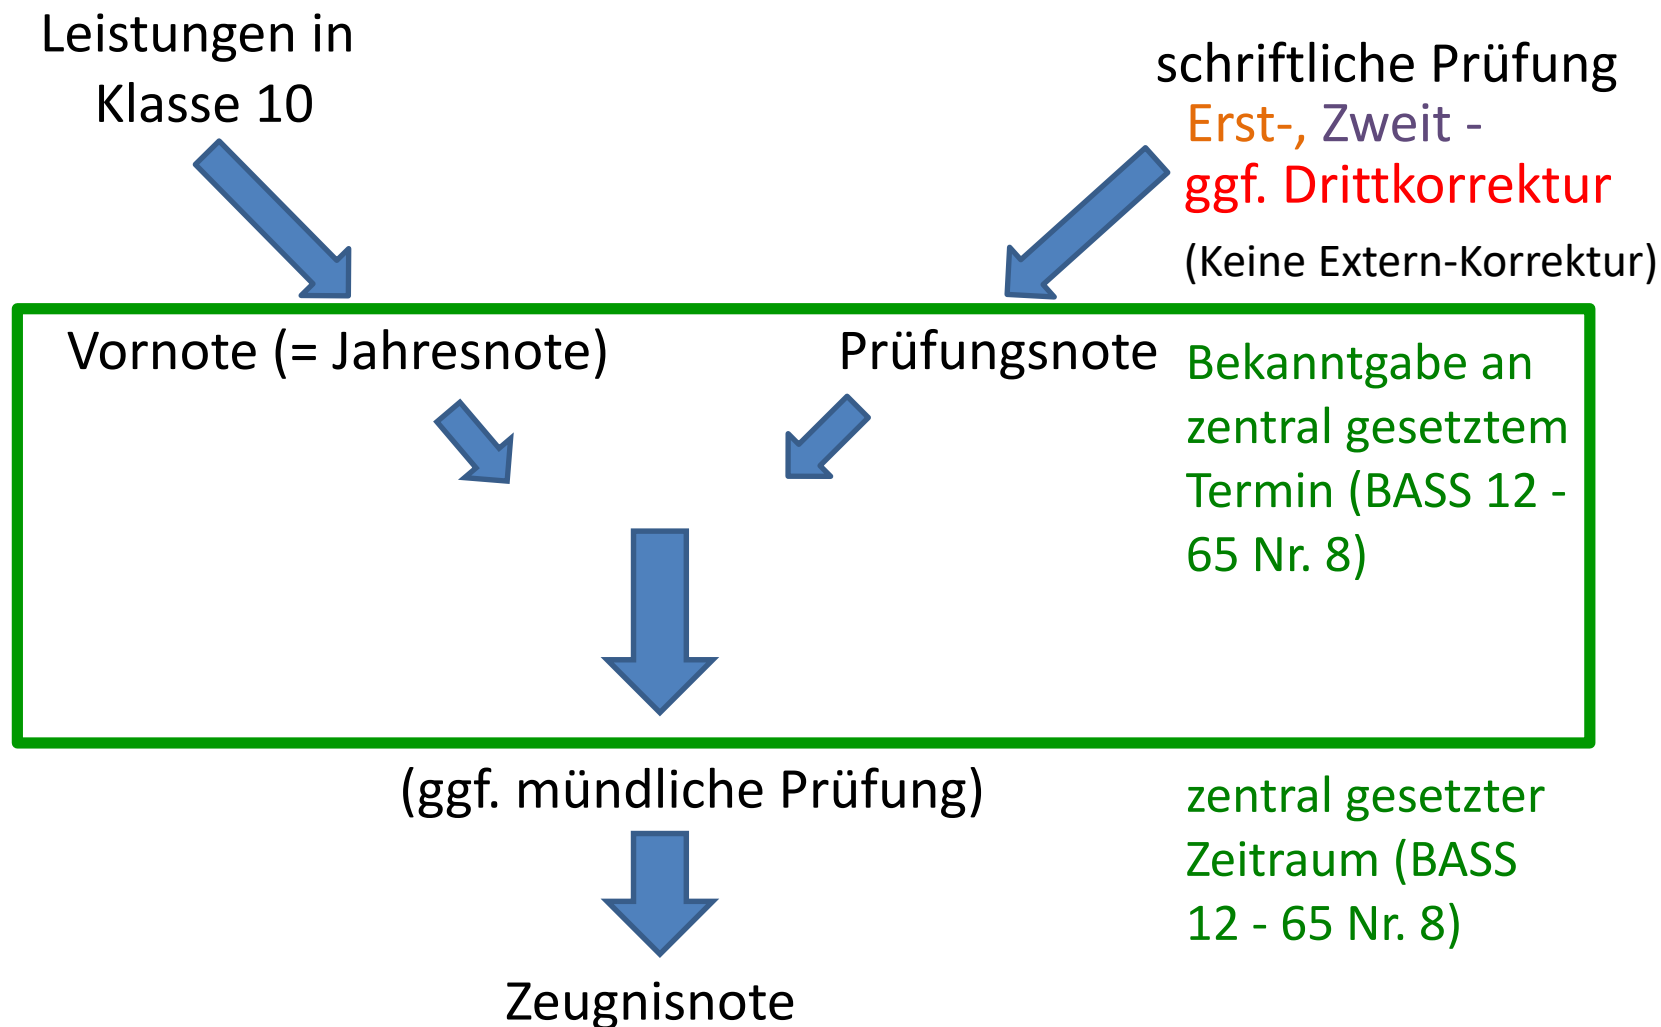 Leistungen in
Klasse 10
schriftliche Prüfung
Erst-, Zweit -
ggf. Drittkorrektur
(Keine Extern-Korrektur)
Vornote (= Jahresnote)
Prüfungsnote
Bekanntgabe an
zentral gesetztem
Termin (BASS 12 -
65 Nr. 8)
(ggf. mündliche Prüfung)
zentral gesetzter
Zeitraum (BASS
12 - 65 Nr. 8)
Zeugnisnote